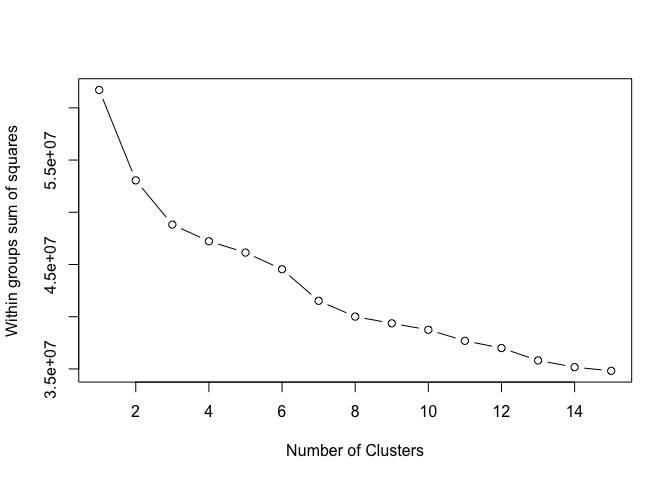 5.5e+07
4.5e+07
3.5e+07
Within groups sum of squares
2 4 6 8 10 12 14
Number of Clusters